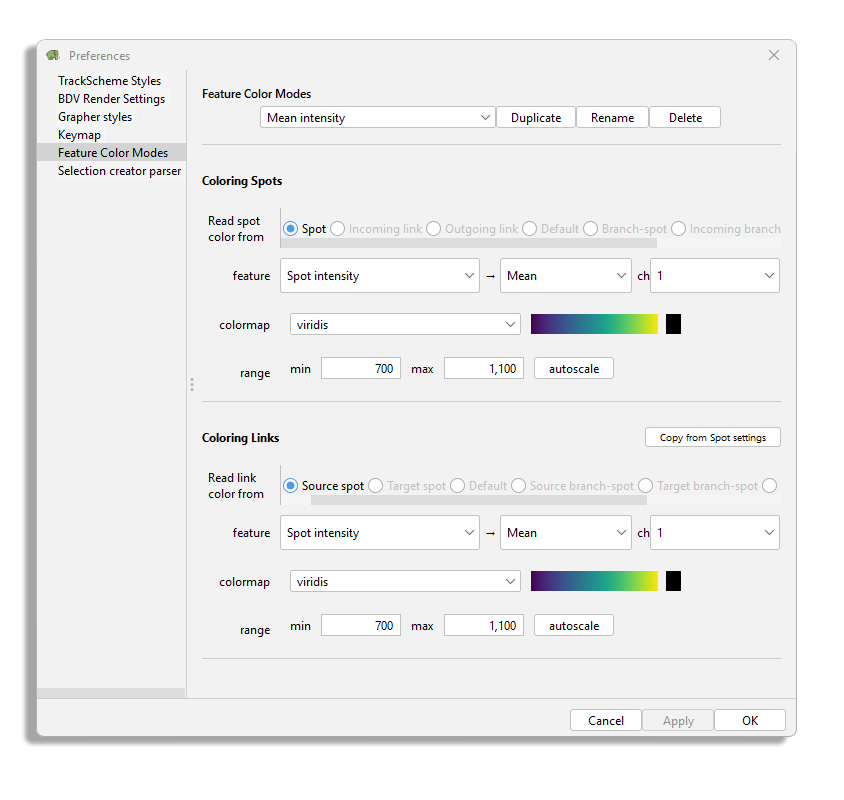 Preferences
TrackScheme Styles
BDV Render Settings
Grapher styles
Keymap
Feature Color Modes
Selection creator parser
Feature Color Modes
Mean intensity Duplicate Rename Delete
Coloring Spots
Read spot
color from
Spot Incoming link Outgoing link Default Branch-spot Incoming branch
feature Spot intensity → Mean ch 1
colormap viridis
range min 700 max 1,100 autoscale
Coloring Links Copy from Spot settings
Read link
color from
Source spot Target spot Default Source branch-spot Target branch-spot
feature Spot intensity → Mean ch 1
colormap viridis
range min 700 max 1,100 autoscale
Cancel Apply OK